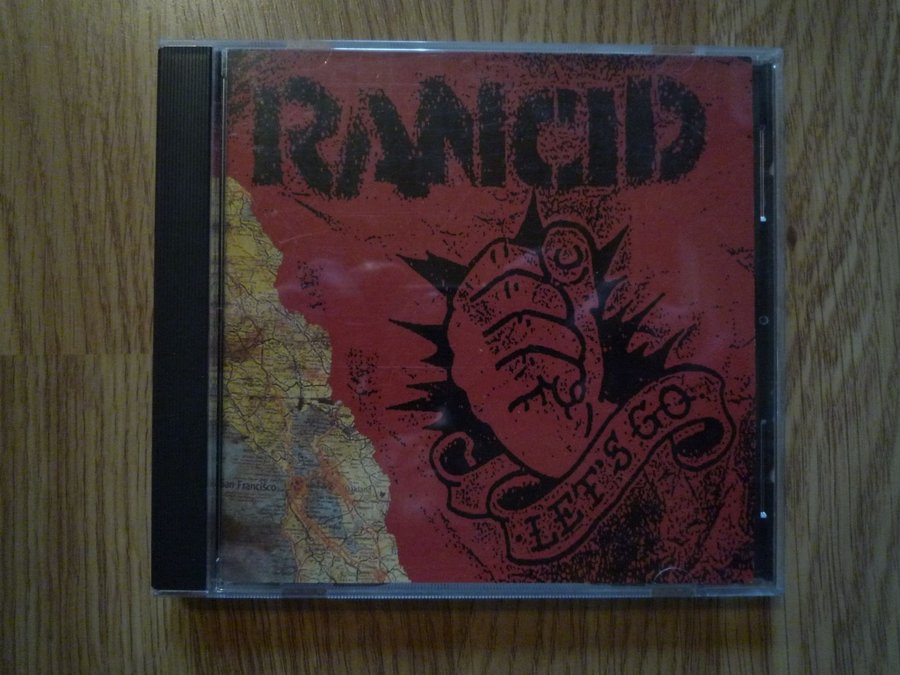 RANCID
San Francisco
·LET'S GO·